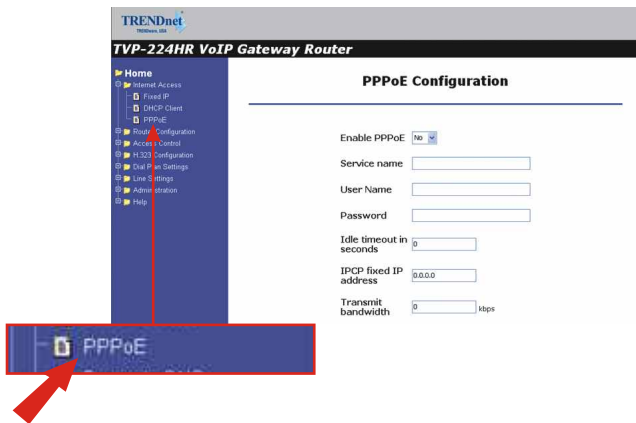 TRENDnet
TRENDware, USA
TVP-224HR VoIP Gateway Router
Home
Internet Access
Fixed IP
DHCP Client
PPPoE
Router Configuration
Access Control
H.323 Configuration
Dial Plan Settings
Line Settings
Administration
Help
PPPoE Configuration
Enable PPPoE No
Service name
User Name
Password
Idle timeout in seconds 0
IPCP fixed IP address 0.0.0.0
Transmit bandwidth 0 kbps
PPPoE